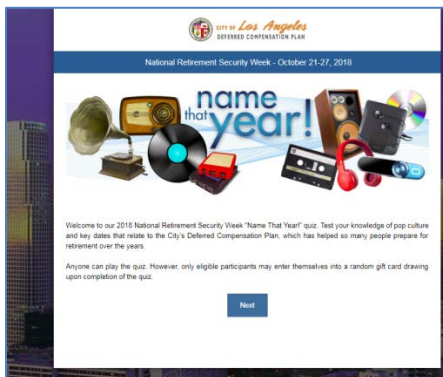 CITY OF Los Angeles
DEFERRED COMPENSATION PLAN
National Retirement Security Week - October 21-27, 2018
name
that year!
Welcome to our 2018 National Retirement Security Week "Name That Year!" quiz. Test your knowledge of pop culture
and key dates that relate to the City's Deferred Compensation Plan, which has helped so many people prepare for
retirement over the years.
Anyone can play the quiz. However, only eligible participants may enter themselves into a random gift card drawing
upon completion of the quiz.
Next